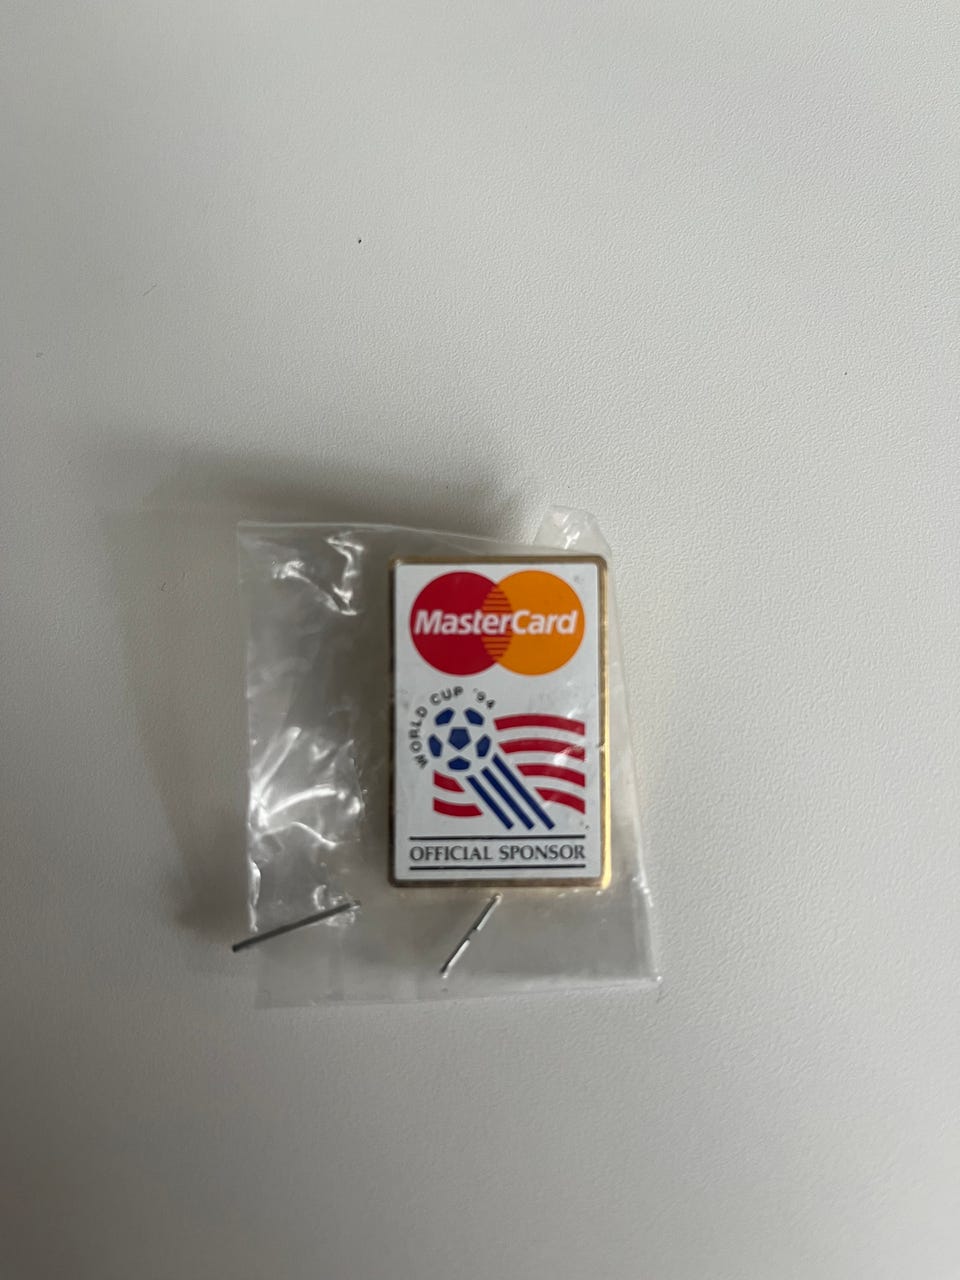 MasterCard
WORLD CUP '94
OFFICIAL SPONSOR